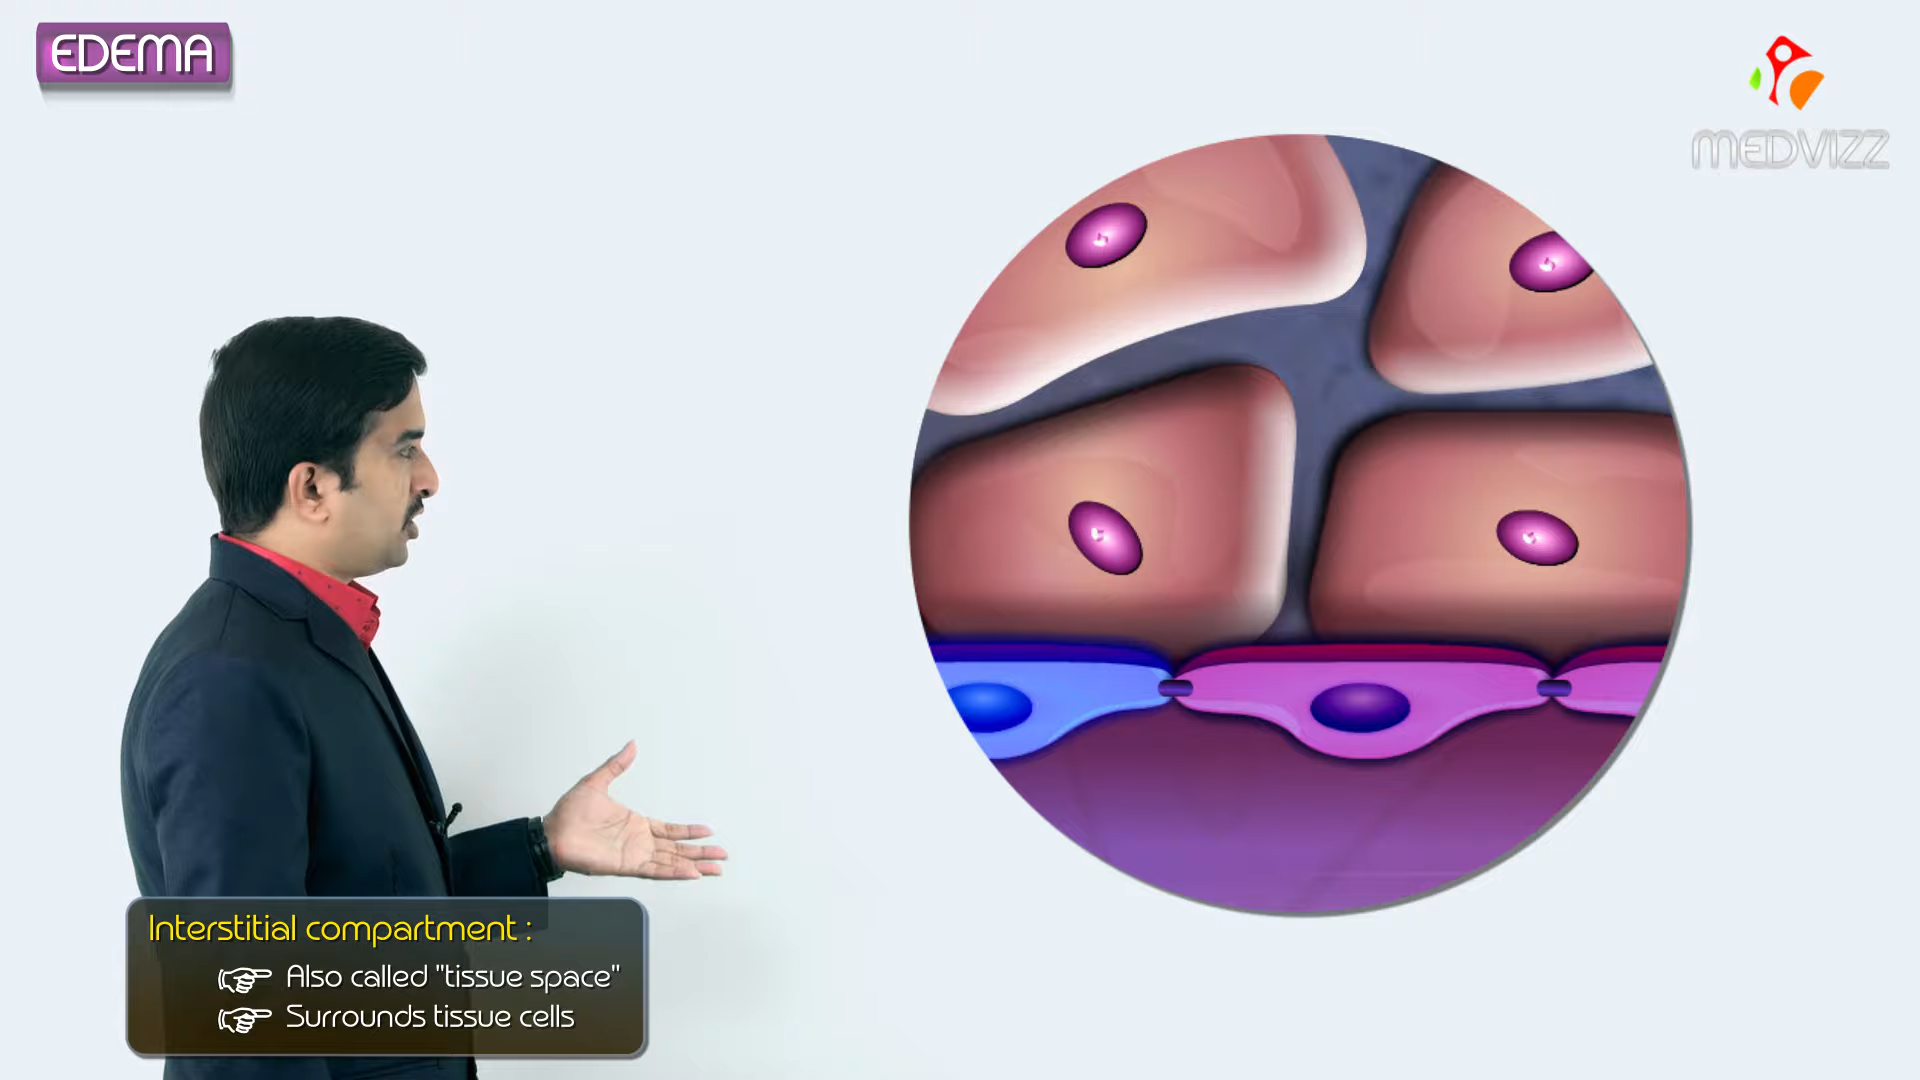 EDEMA
MEDVIZZ
Interstitial compartment :
Also called "tissue space"
Surrounds tissue cells